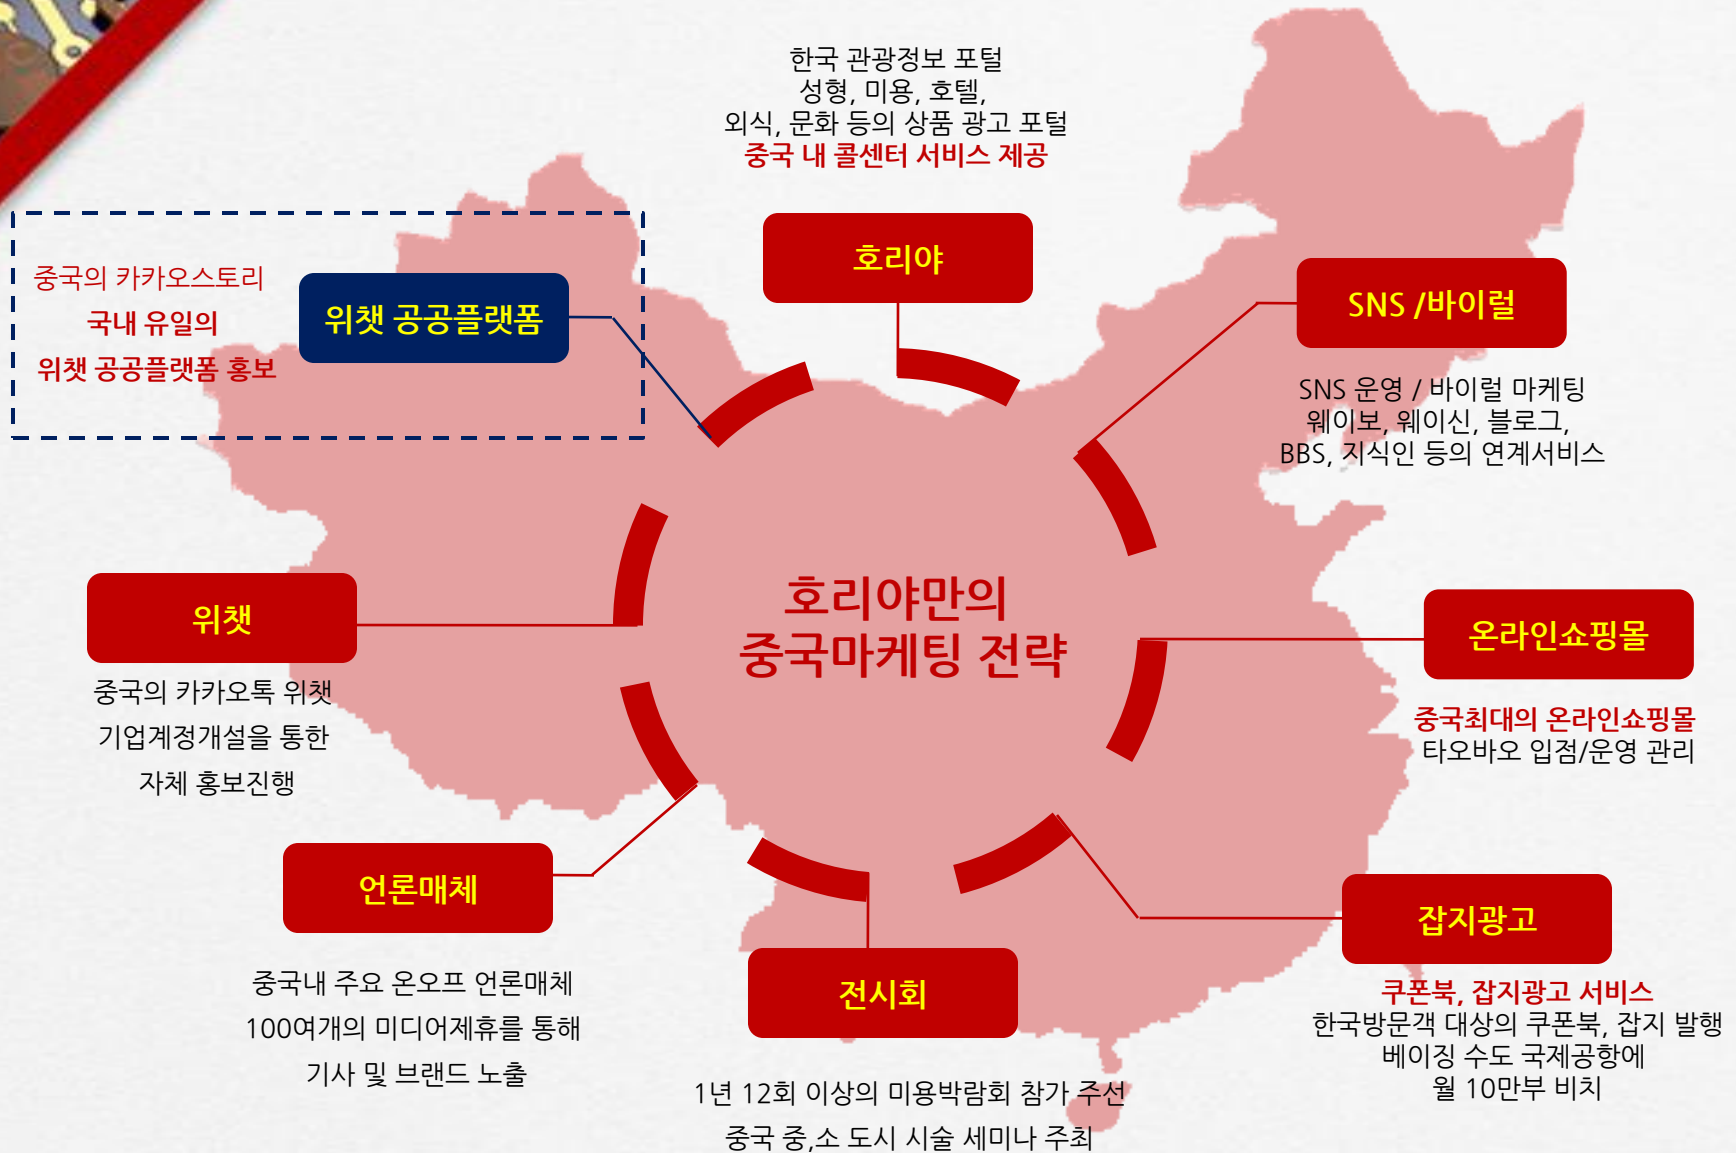 한국 관광정보 포털
성형, 미용, 호텔,
외식, 문화 등의 상품 광고 포털
중국 내 콜센터 서비스 제공
호리야
중국의 카카오스토리
국내 유일의
위챗 공공플랫폼 홍보
위챗 공공플랫폼
SNS /바이럴
SNS 운영 / 바이럴 마케팅
웨이보, 웨이신, 블로그,
BBS, 지식인 등의 연계서비스
호리야만의
중국마케팅 전략
위챗
중국의 카카오톡 위챗
기업계정개설을 통한
자체 홍보진행
온라인쇼핑몰
중국최대의 온라인쇼핑몰
타오바오 입점/운영 관리
언론매체
중국내 주요 온오프 언론매체
100여개의 미디어제휴를 통해
기사 및 브랜드 노출
전시회
1년 12회 이상의 미용박람회 참가 주선
중국 중,소 도시 시술 세미나 주최
잡지광고
쿠폰북, 잡지광고 서비스
한국방문객 대상의 쿠폰북, 잡지 발행
베이징 수도 국제공항에
월 10만부 비치